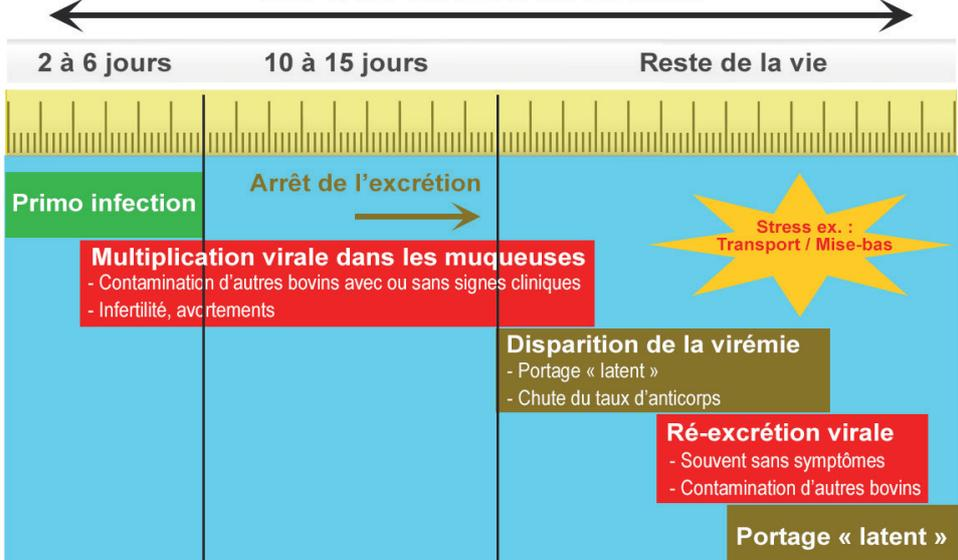 2 à 6 jours
10 à 15 jours
Reste de la vie
Primo infection
Arrêt de l'excrétion
Stress ex. :
Transport / Mise-bas
Multiplication virale dans les muqueuses
- Contamination d'autres bovins avec ou sans signes cliniques
- Infertilité, avortements
Disparition de la virémie
- Portage « latent »
- Chute du taux d'anticorps
Ré-excrétion virale
- Souvent sans symptômes
- Contamination d'autres bovins
Portage « latent »